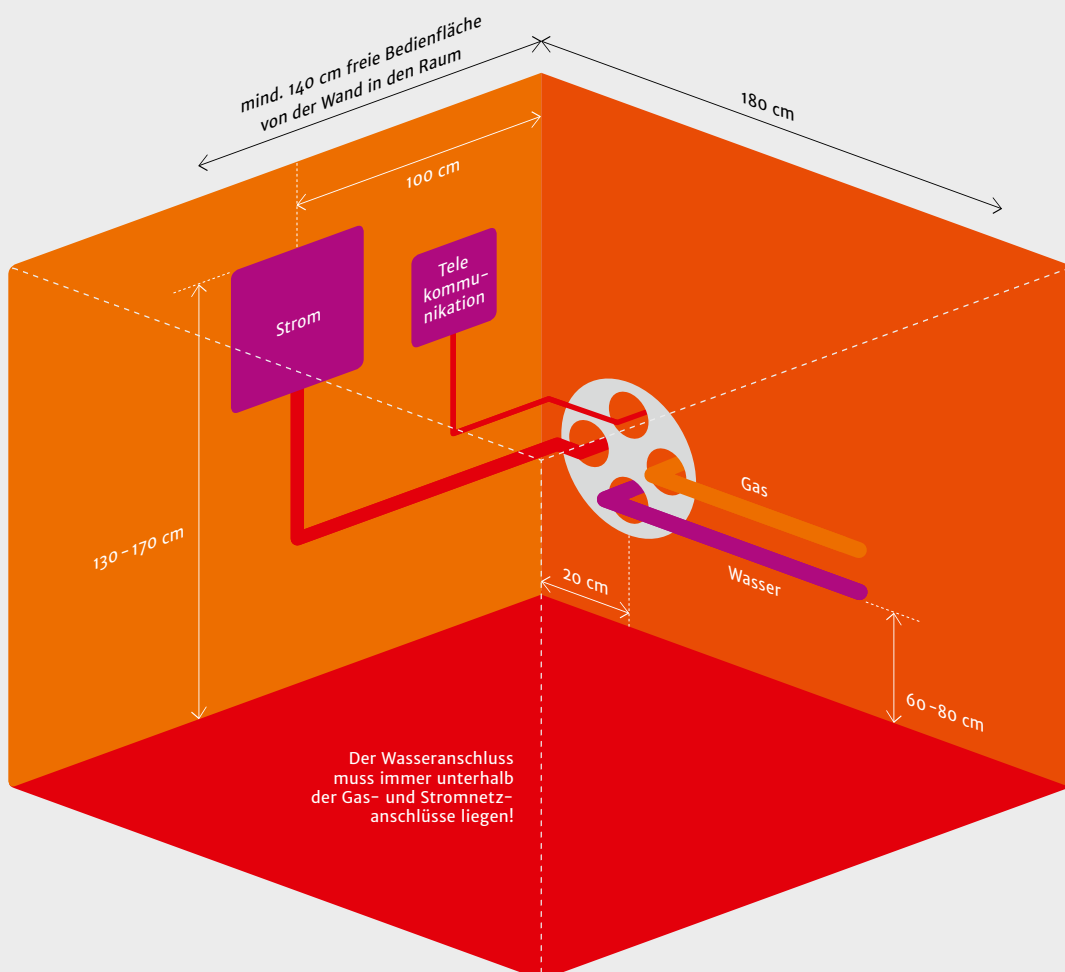 mind. 140 cm freie Bedienfläche
von der Wand in den Raum
180 cm
100 cm
Strom
Tele
kommu-
nikation
130-170 cm
Gas
Wasser
20 cm
60-80 cm
Der Wasseranschluss
muss immer unterhalb
der Gas- und Stromnetz-
anschlüsse liegen!